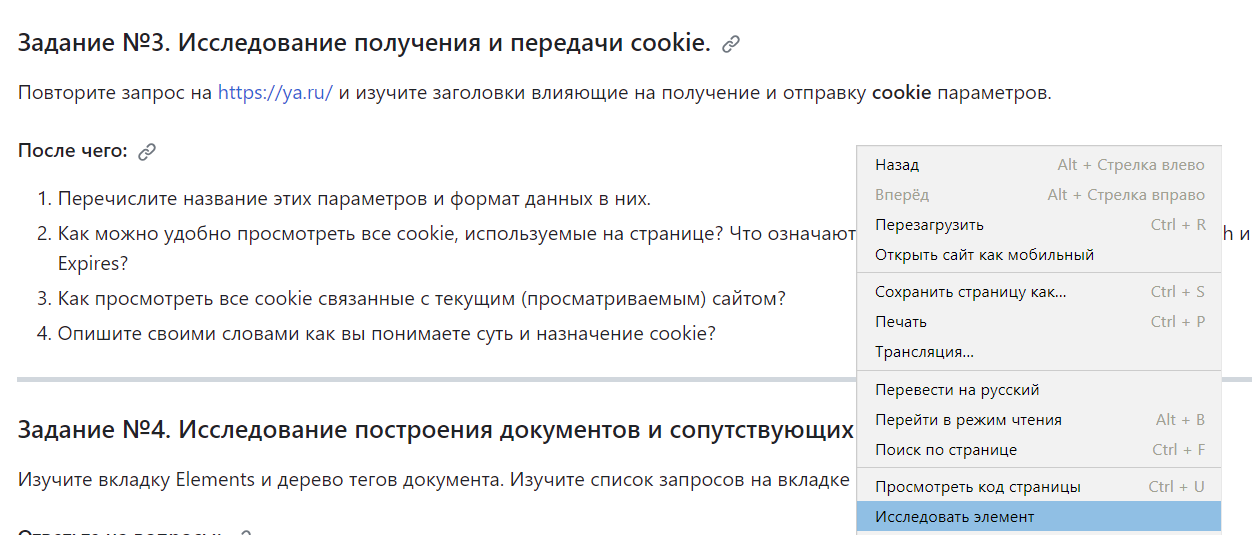 Задание №3. Исследование получения и передачи cookie.
Повторите запрос на https://ya.ru/ и изучите заголовки влияющие на получение и отправку cookie параметров.
После чего:
1. Перечислите название этих параметров и формат данных в них.
2. Как можно удобно просмотреть все cookie, используемые на странице? Что означают h и
Expires?
3. Как просмотреть все cookie связанные с текущим (просматриваемым) сайтом?
4. Опишите своими словами как вы понимаете суть и назначение cookie?
Задание №4. Исследование построения документов и сопутствующих
Изучите вкладку Elements и дерево тегов документа. Изучите список запросов на вкладке
Назад Alt + Стрелка влево
Вперёд Alt + Стрелка вправо
Перезагрузить Ctrl + R
Открыть сайт как мобильный
Сохранить страницу как... Ctrl + S
Печать Ctrl + P
Трансляция...
Перевести на русский
Перейти в режим чтения Alt + B
Поиск по странице Ctrl + F
Просмотреть код страницы Ctrl + U
Исследовать элемент